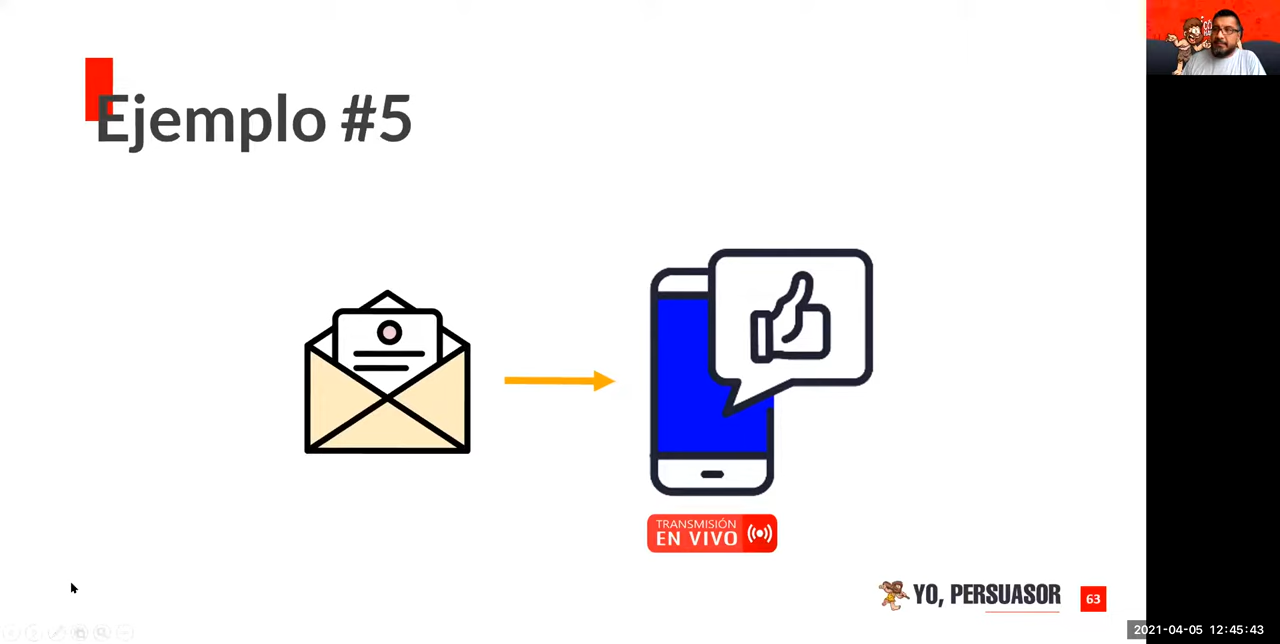 Ejemplo #5
TRANSMISIÓN
EN VIVO
YO, PERSUASOR
63
2021-04-05 12:45:43